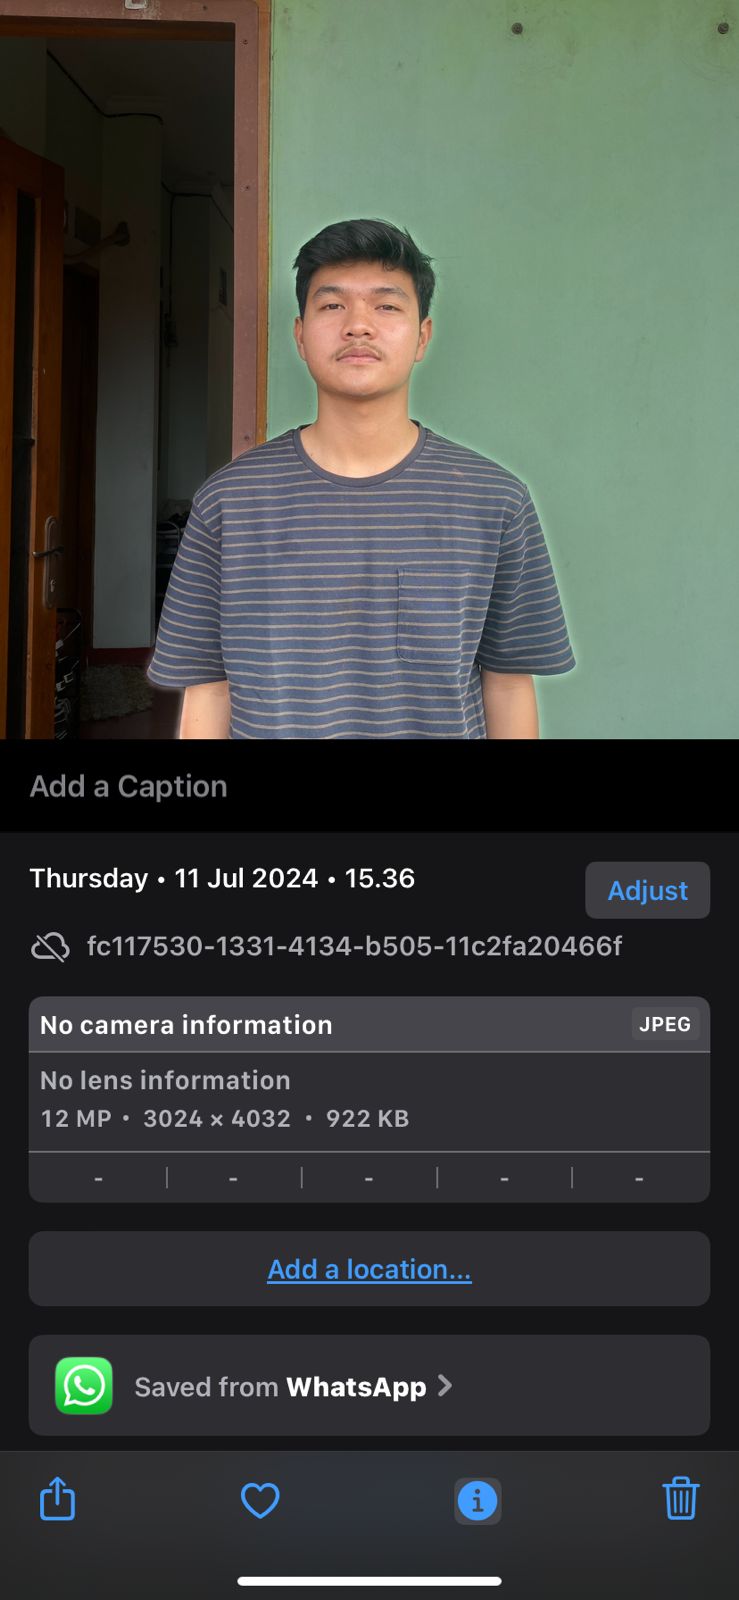 Add a Caption
Thursday • 11 Jul 2024 • 15.36
Adjust
fc117530-1331-4134-b505-11c2fa20466f
No camera information
JPEG
No lens information
12 MP • 3024 × 4032 • 922 KB
- - - - -
Add a location...
Saved from WhatsApp